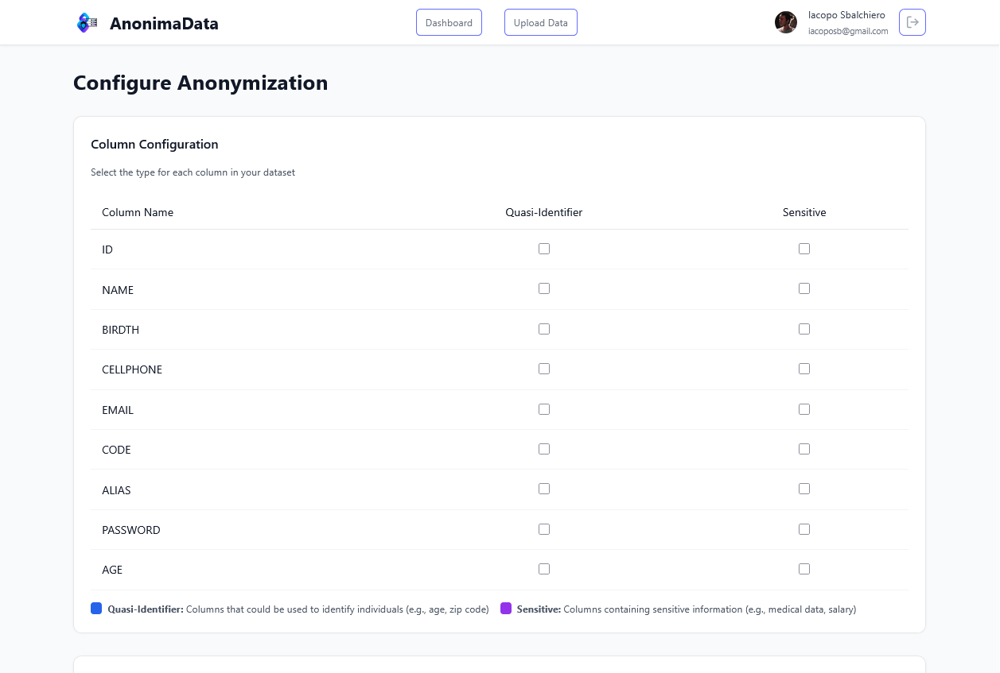 AnonimaData
Dashboard
Upload Data
Iacopo Sbalchiero
iacoposb@gmail.com
Configure Anonymization
Column Configuration
Select the type for each column in your dataset
Column Name Quasi-Identifier Sensitive
ID
NAME
BIRDTH
CELLPHONE
EMAIL
CODE
ALIAS
PASSWORD
AGE
Quasi-Identifier: Columns that could be used to identify individuals (e.g., age, zip code) Sensitive: Columns containing sensitive information (e.g., medical data, salary)